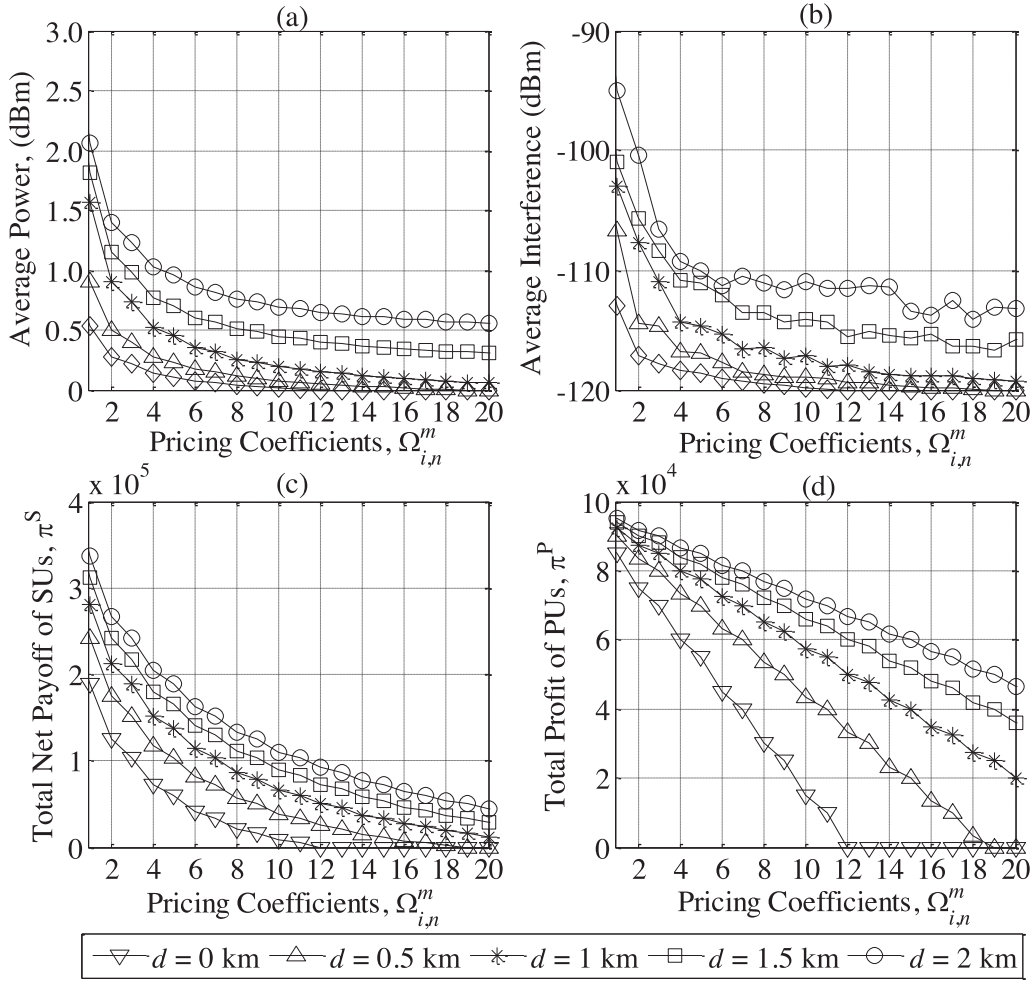 (a)
3.0
2.5
2.0
1.5
1.0
0.5
0
Average Power, (dBm)
2 4 6 8 10 12 14 16 18 20
Pricing Coefficients, Ω_{i,n}^{m}
(b)
-90
-100
-110
-120
Average Interference (dBm)
2 4 6 8 10 12 14 16 18 20
Pricing Coefficients, Ω_{i,n}^{m}
(c)
x 10^5
4
3
2
1
0
Total Net Payoff of SUs, π^S
2 4 6 8 10 12 14 16 18 20
Pricing Coefficients, Ω_{i,n}^{m}
(d)
x 10^4
10
8
6
4
2
0
Total Profit of PUs, π^P
2 4 6 8 10 12 14 16 18 20
Pricing Coefficients, Ω_{i,n}^{m}
d = 0 km d = 0.5 km d = 1 km d = 1.5 km d = 2 km